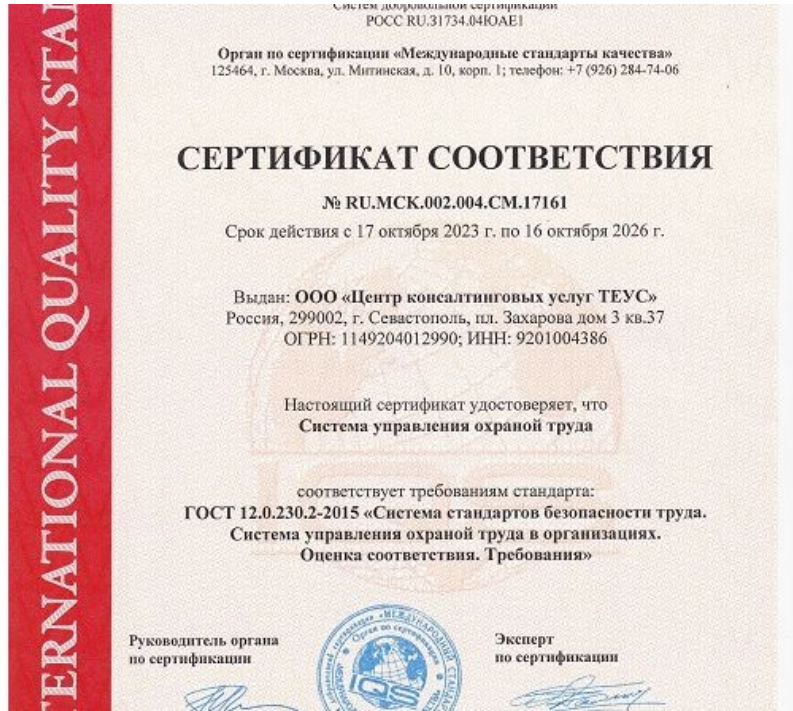 Систем добровольной сертификации
РОСС RU.31734.04ЮАЕ1
Орган по сертификации «Международные стандарты качества»
125464, г. Москва, ул. Митинская, д. 10, корп. 1; телефон: +7 (926) 284-74-06
СЕРТИФИКАТ СООТВЕТСТВИЯ
№ RU.МСК.002.004.СМ.17161
Срок действия с 17 октября 2023 г. по 16 октября 2026 г.
Выдан: ООО «Центр консалтинговых услуг ТЕУС»
Россия, 299002, г. Севастополь, пл. Захарова дом 3 кв.37
ОГРН: 1149204012990; ИНН: 9201004386
Настоящий сертификат удостоверяет, что
Система управления охраной труда
соответствует требованиям стандарта:
ГОСТ 12.0.230.2-2015 «Система стандартов безопасности труда.
Система управления охраной труда в организациях.
Оценка соответствия. Требования»
Руководитель органа
по сертификации
Эксперт
по сертификации
IQS
IQS
QUALITY